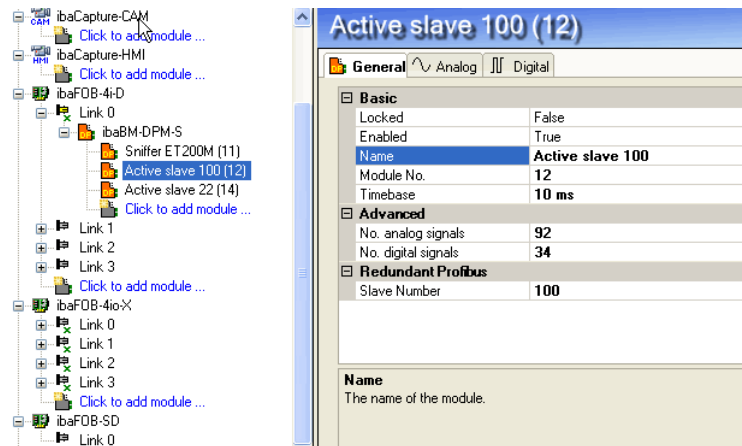 ibaCapture-CAM
CAM
Click to add module ...
ibaCapture-HMI
HMI
Click to add module ...
ibaFOB-4i-D
Link 0
ibaBM-DPM-S
Sniffer ET200M (11)
Active slave 100 (12)
Active slave 22 (14)
Click to add module ...
Link 1
Link 2
Link 3
Click to add module ...
ibaFOB-4io-X
Link 0
Link 1
Link 2
Link 3
Click to add module ...
ibaFOB-SD
Link 0
Active slave 100 (12)
General Analog Digital
Basic
Locked False
Enabled True
Name Active slave 100
Module No. 12
Timebase 10 ms
Advanced
No. analog signals 92
No. digital signals 34
Redundant Profibus
Slave Number 100
Name
The name of the module.